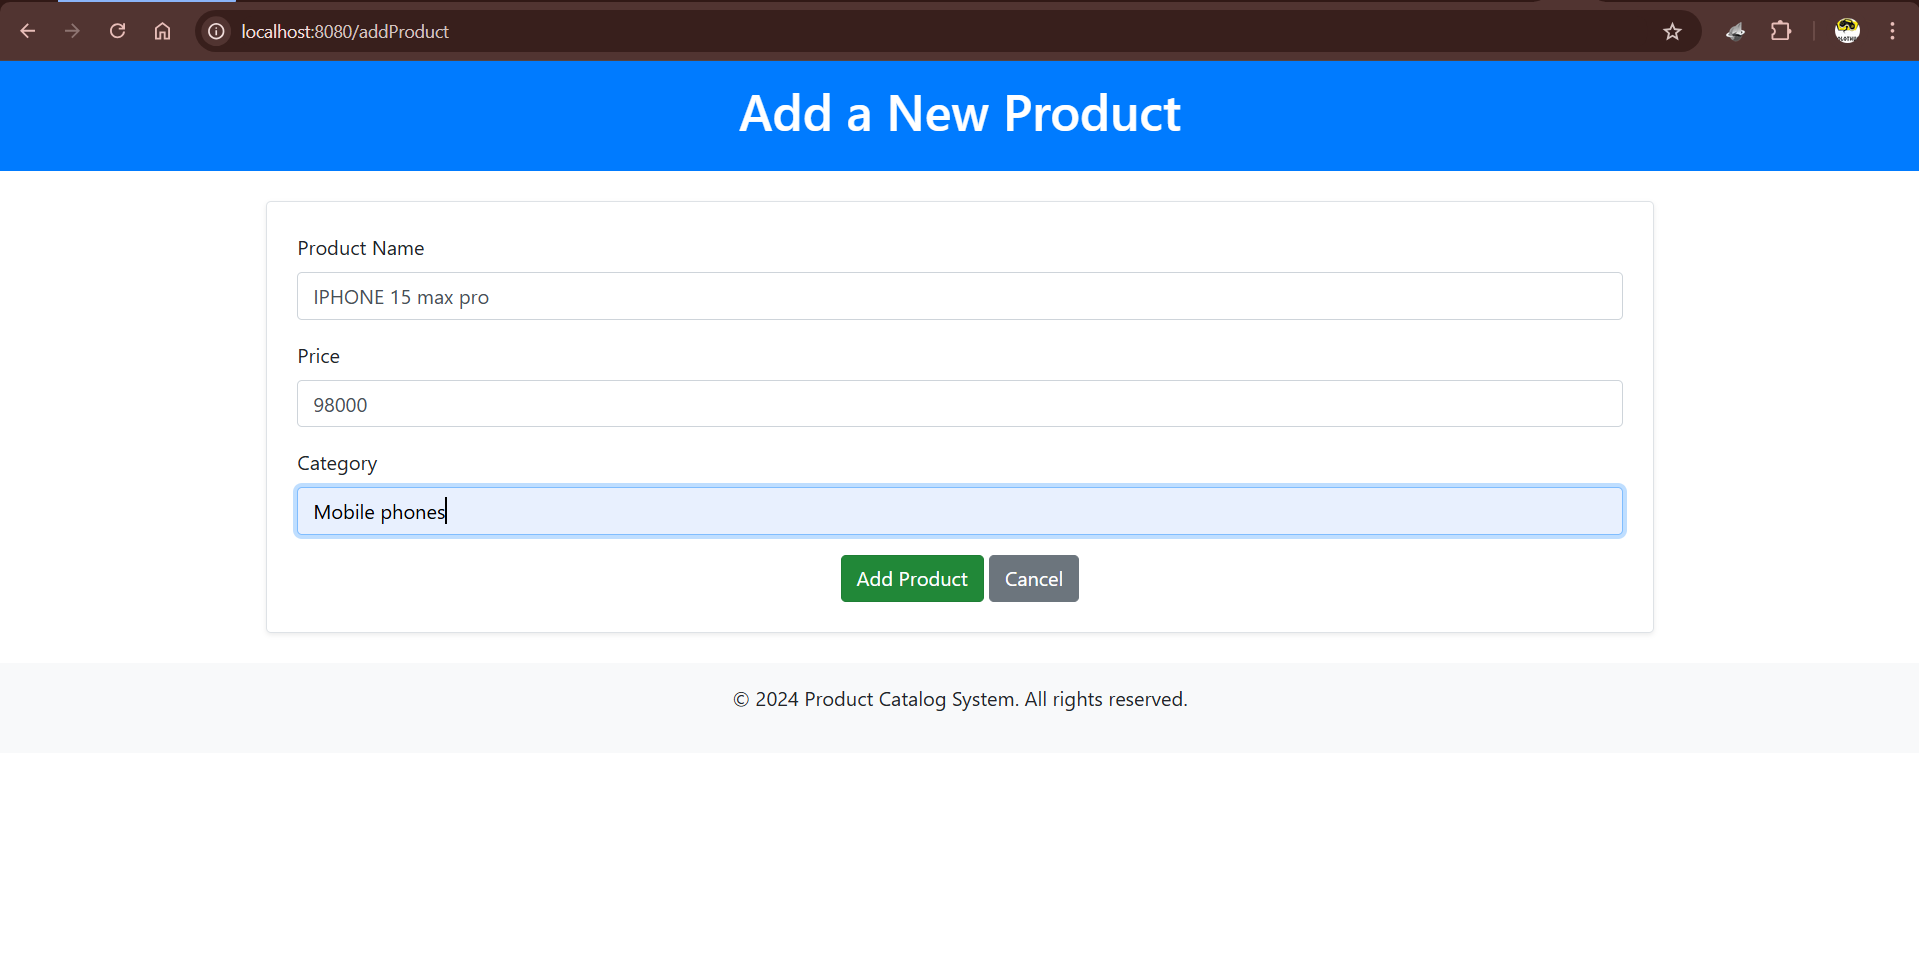 localhost:8080/addProduct
Add a New Product
Product Name
IPHONE 15 max pro
Price
98000
Category
Mobile phones
Add Product Cancel
© 2024 Product Catalog System. All rights reserved.